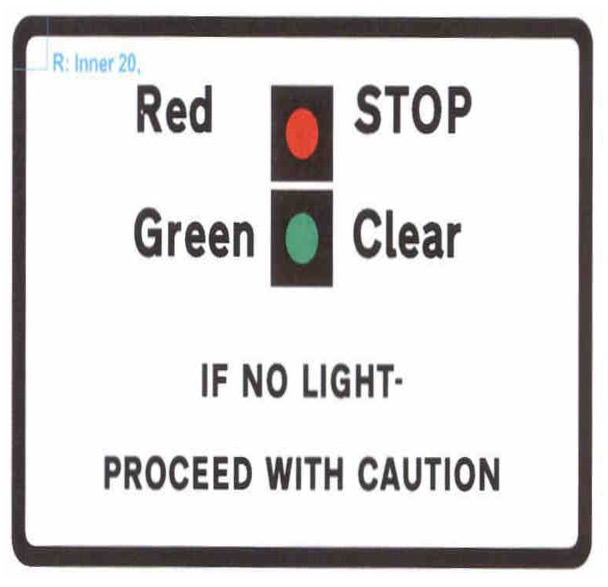 R: Inner 20,
Red STOP
Green Clear
IF NO LIGHT-
PROCEED WITH CAUTION